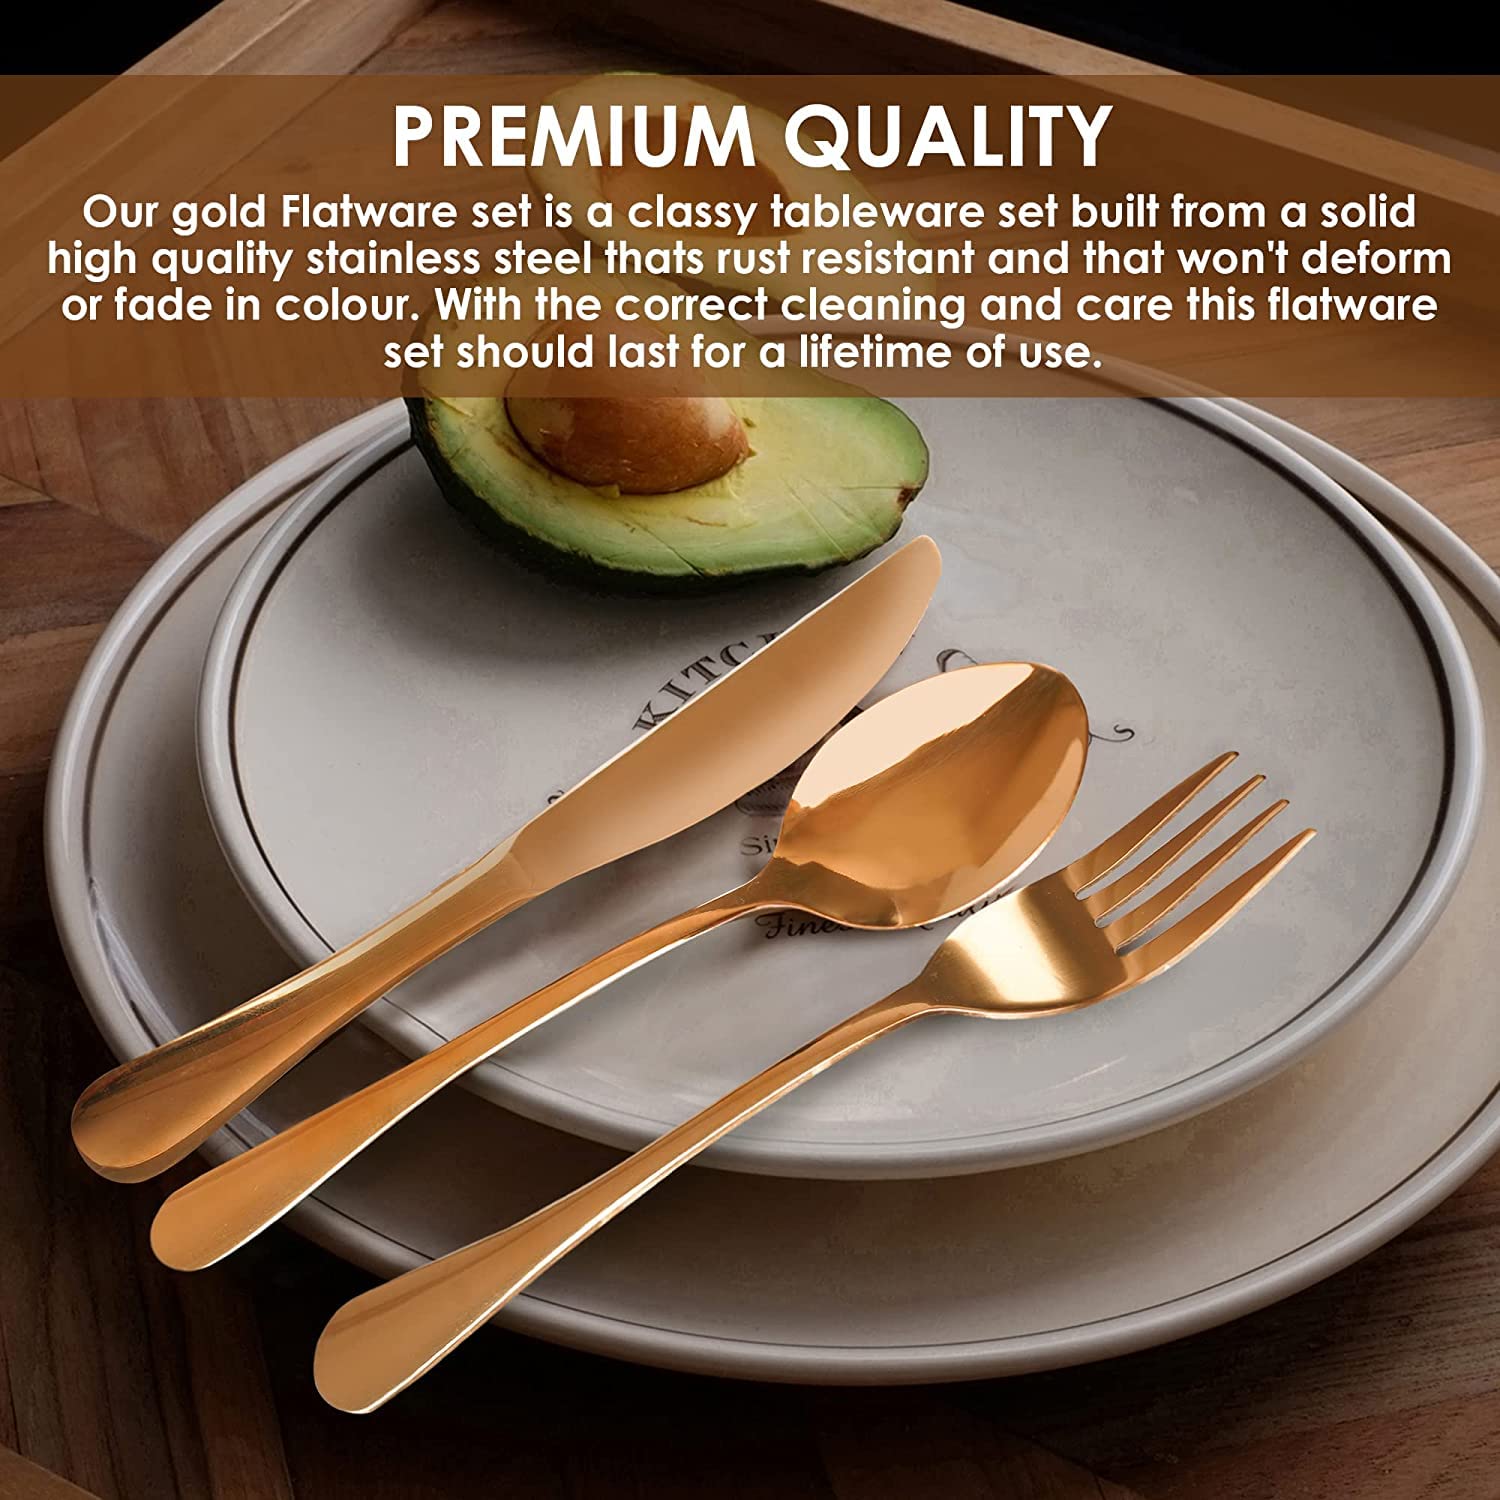 PREMIUM QUALITY
Our gold Flatware set is a classy tableware set built from a solid
high quality stainless steel thats rust resistant and that won't deform
or fade in colour. With the correct cleaning and care this flatware
set should last for a lifetime of use.